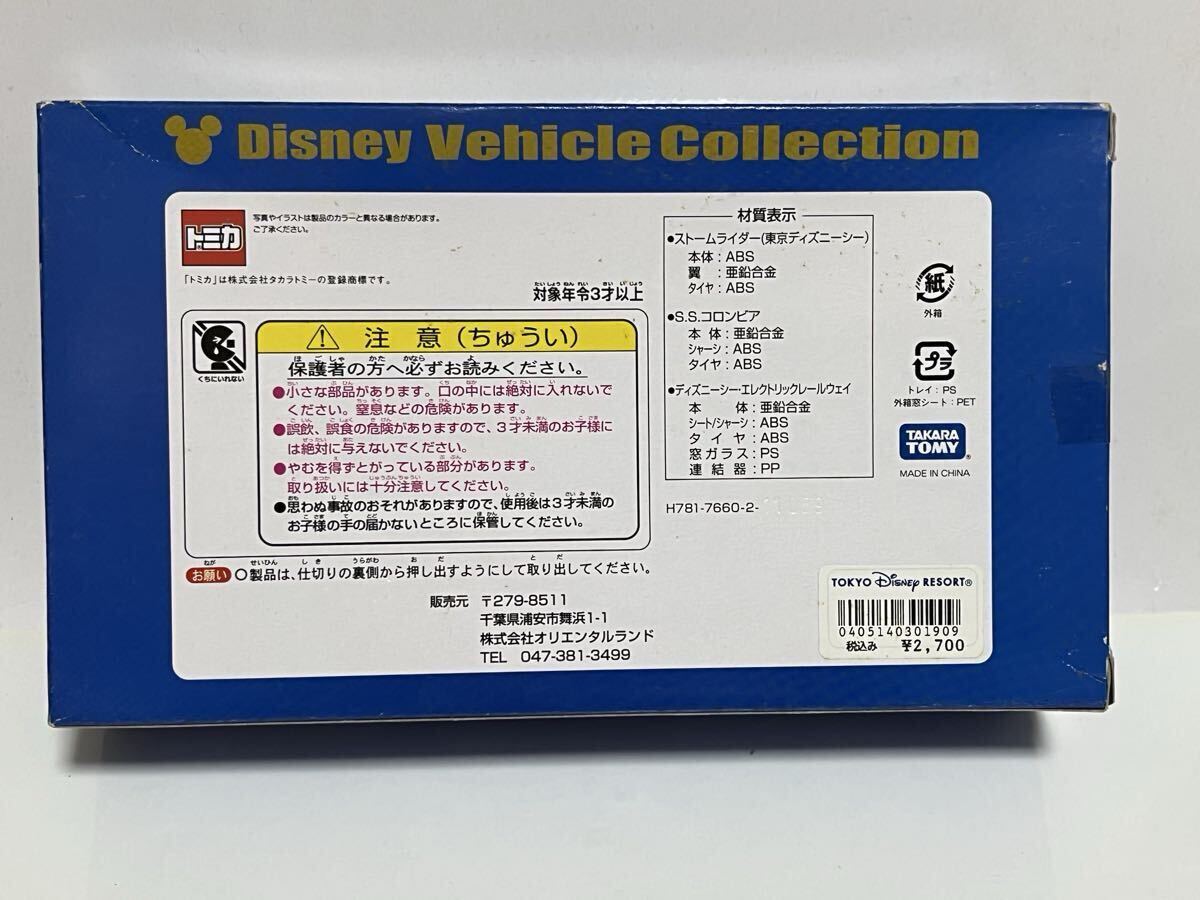 Disney Vehicle Collection
トミカ
写真やイラストは製品のカラーと異なる場合があります。
ご了承ください。
「トミカ」は株式会社タカラトミーの登録商標です。
対象年令3才以上
くちにいれない
注 意 (ちゅうい)
保護者の方へ必ずお読みください。
●小さな部品があります。口の中には絶対に入れないで
ください。窒息などの危険があります。
●誤飲、誤食の危険がありますので、3才未満のお子様に
は絶対に与えないでください。
●やむを得ずとがっている部分があります。
取り扱いには十分注意してください。
●思わぬ事故のおそれがありますので、使用後は3才未満の
お子様の手の届かないところに保管してください。
お願い ○製品は、仕切りの裏側から押し出すようにして取り出してください。
販売元 〒279-8511
千葉県浦安市舞浜1-1
株式会社オリエンタルランド
TEL 047-381-3499
材質表示
●ストームライダー(東京ディズニーシー)
本体:ABS
翼 :亜鉛合金
タイヤ:ABS
●S.S.コロンビア
本 体:亜鉛合金
シャーシ:ABS
タイヤ:ABS
●ディズニーシー・エレクトリックレールウェイ
本 体:亜鉛合金
シート/シャーシ:ABS
タイヤ:ABS
窓ガラス:PS
連結器:PP
H781-7660-2-
紙
外箱
プラ
トレイ:PS
外箱窓シート:PET
TAKARA TOMY
MADE IN CHINA
TOKYO Disney RESORT®
0405140301909
税込み ¥2,700